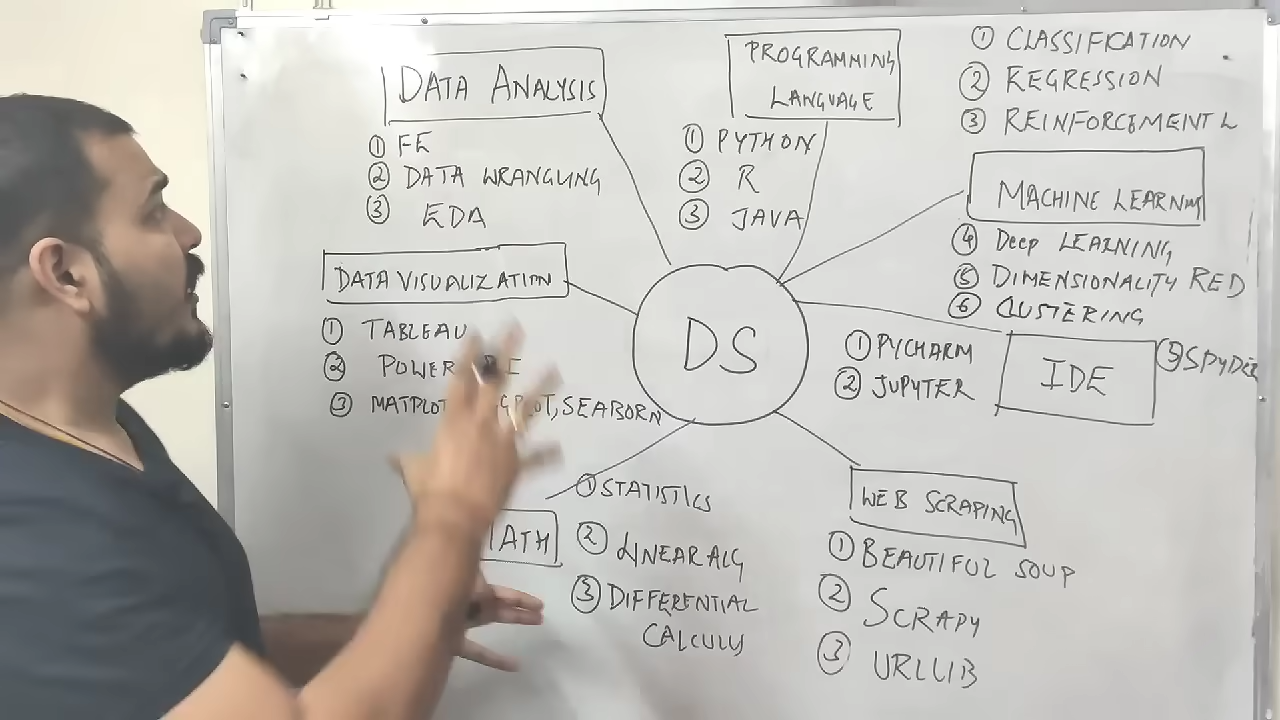 DATA ANALYSIS
① FE
② DATA WRANGLING
③ EDA
PROGRAMMING
LANGUAGE
① PYTHON
② R
③ JAVA
① CLASSIFICATION
② REGRESSION
③ REINFORCEMENT L
MACHINE LEARNING
④ Deep LEARNING
⑤ DIMENSIONALITY RED
⑥ CLUSTERING
DATA VISUALIZATION
① TABLEAU
② POWER
③ MATPLOT SEABORN
DS
① PYCHARM
② JUPYTER
IDE
③ SPYDER
ATH
① STATISTICS
② LINEAR ALG
③ DIFFERENTIAL
CALCULUS
WEB SCRAPING
① BEAUTIFUL SOUP
② SCRAPY
③ URLLIB